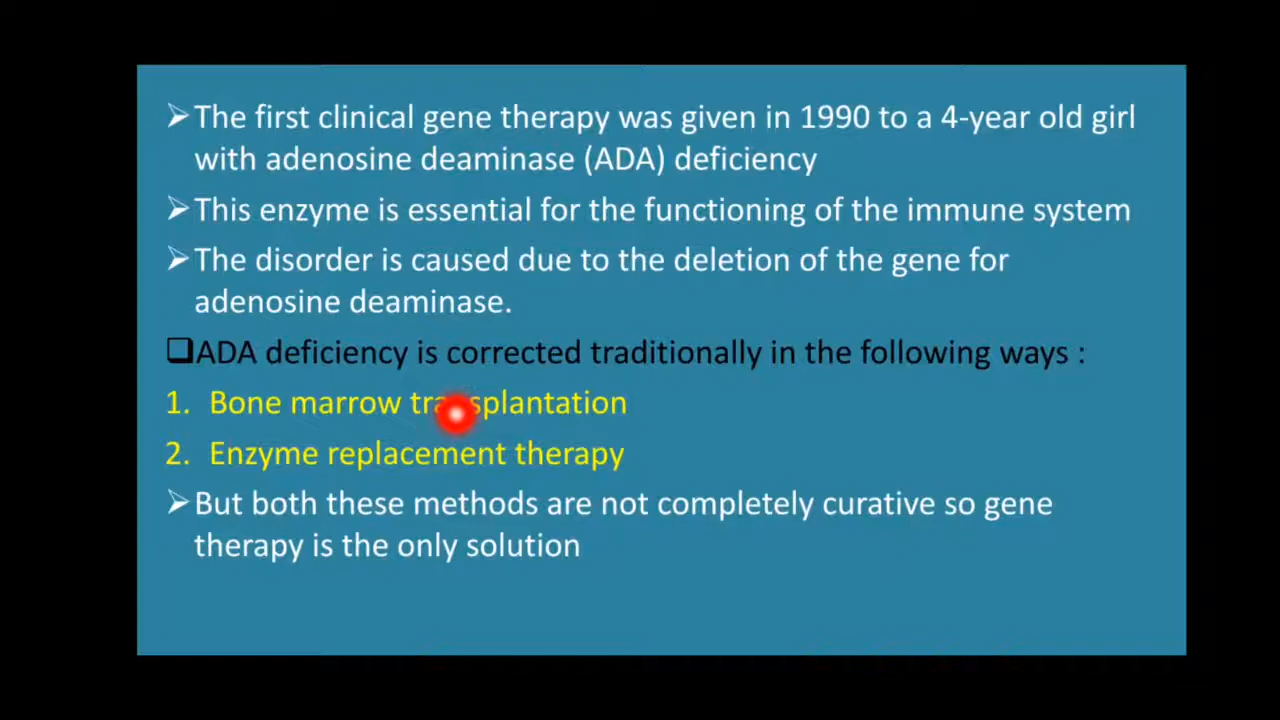 The first clinical gene therapy was given in 1990 to a 4-year old girl
with adenosine deaminase (ADA) deficiency
This enzyme is essential for the functioning of the immune system
The disorder is caused due to the deletion of the gene for
adenosine deaminase.
ADA deficiency is corrected traditionally in the following ways :
1. Bone marrow transplantation
2. Enzyme replacement therapy
But both these methods are not completely curative so gene
therapy is the only solution